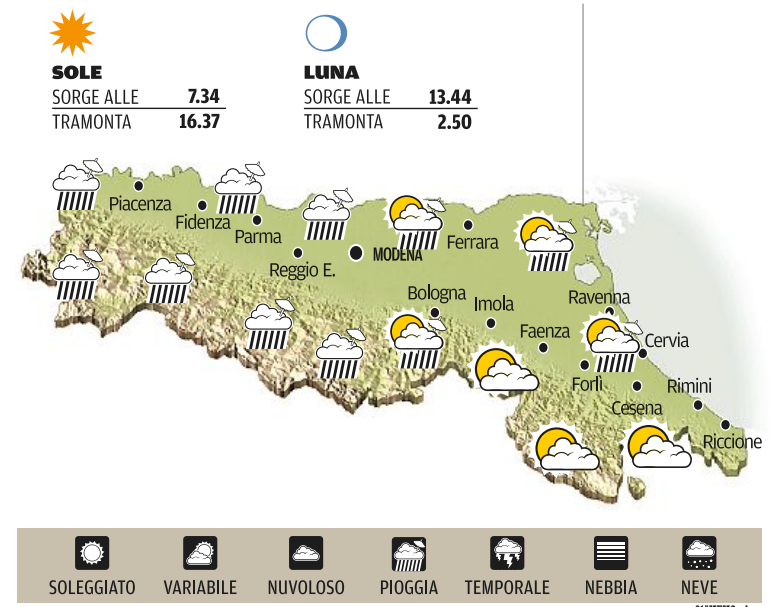 SOLE
SORGE ALLE 7.34
TRAMONTA 16.37
LUNA
SORGE ALLE 13.44
TRAMONTA 2.50
Piacenza
Fidenza
Parma
Reggio E.
MODENA
Ferrara
Bologna
Imola
Ravenna
Faenza
Cervia
Forlì
Rimini
Cesena
Riccione
SOLEGGIATO VARIABILE NUVOLOSO PIOGGIA TEMPORALE NEBBIA NEVE